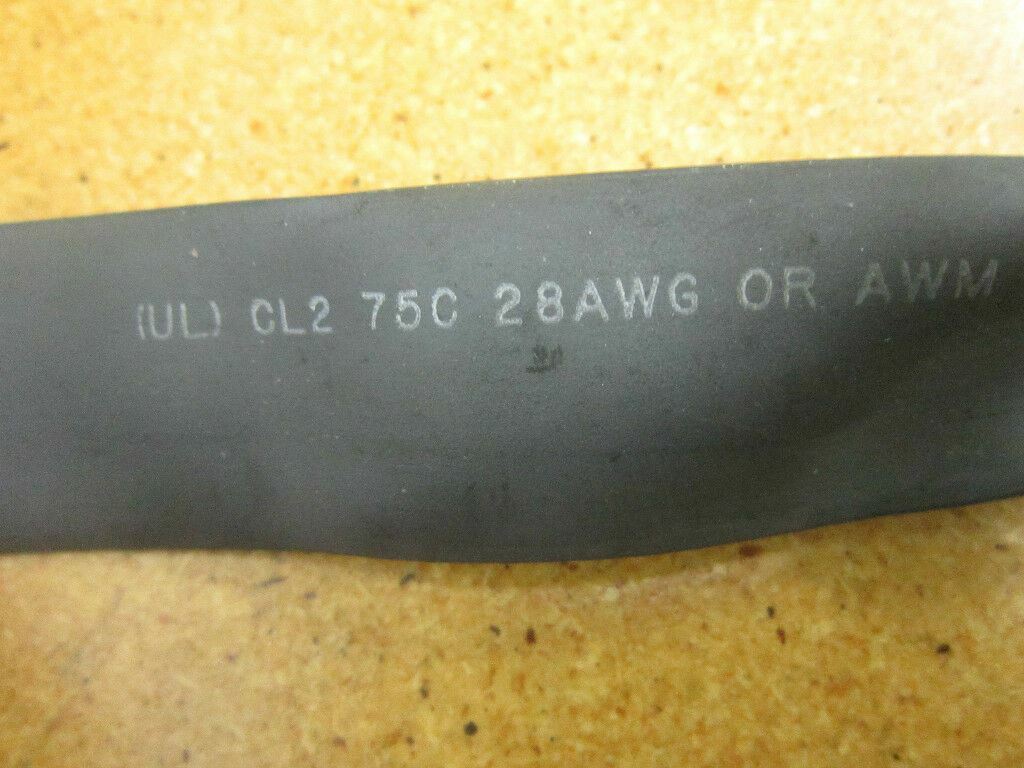 (UL) CL2 75C 28AWG OR AWM